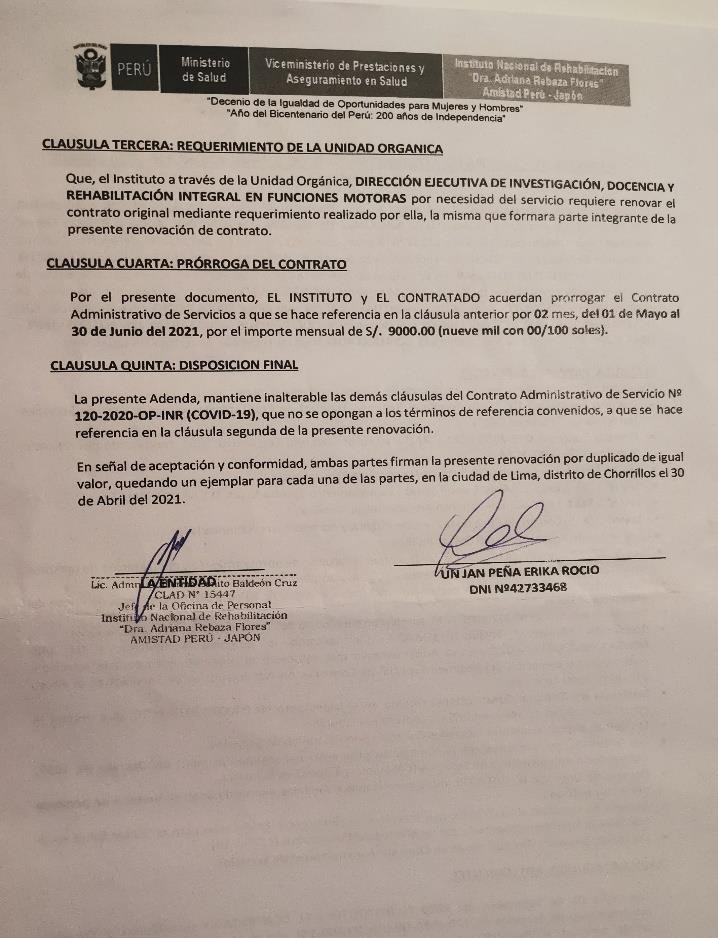 PERÚ
Ministerio
de Salud
Viceministerio de Prestaciones y
Aseguramiento en Salud
Instituto Nacional de Rehabilitación
"Dra. Adriana Rebaza Flores"
Amistad Perú - Japón
"Decenio de la Igualdad de Oportunidades para Mujeres y Hombres"
"Año del Bicentenario del Perú: 200 años de Independencia"
CLAUSULA TERCERA: REQUERIMIENTO DE LA UNIDAD ORGANICA
Que, el Instituto a través de la Unidad Orgánica, DIRECCIÓN EJECUTIVA DE INVESTIGACIÓN, DOCENCIA Y
REHABILITACIÓN INTEGRAL EN FUNCIONES MOTORAS por necesidad del servicio requiere renovar el
contrato original mediante requerimiento realizado por ella, la misma que formara parte integrante de la
presente renovación de contrato.
CLAUSULA CUARTA: PRÓRROGA DEL CONTRATO
Por el presente documento, EL INSTITUTO y EL CONTRATADO acuerdan prorrogar el Contrato
Administrativo de Servicios a que se hace referencia en la cláusula anterior por 02 mes, del 01 de Mayo al
30 de Junio del 2021, por el importe mensual de S/. 9000.00 (nueve mil con 00/100 soles).
CLAUSULA QUINTA: DISPOSICION FINAL
La presente Adenda, mantiene inalterable las demás cláusulas del Contrato Administrativo de Servicio Nº
120-2020-OP-INR (COVID-19), que no se opongan a los términos de referencia convenidos, a que se hace
referencia en la cláusula segunda de la presente renovación.
En señal de aceptación y conformidad, ambas partes firman la presente renovación por duplicado de igual
valor, quedando un ejemplar para cada una de las partes, en la ciudad de Lima, distrito de Chorrillos el 30
de Abril del 2021.
LA ENTIDAD
Lic. Baldeón Cruz
CLAD N° 15447
Jefe de la Oficina de Personal
Instituto Nacional de Rehabilitación
"Dra. Adriana Rebaza Flores"
AMISTAD PERÚ - JAPÓN
UN JAN PEÑA ERIKA ROCIO
DNI Nº42733468